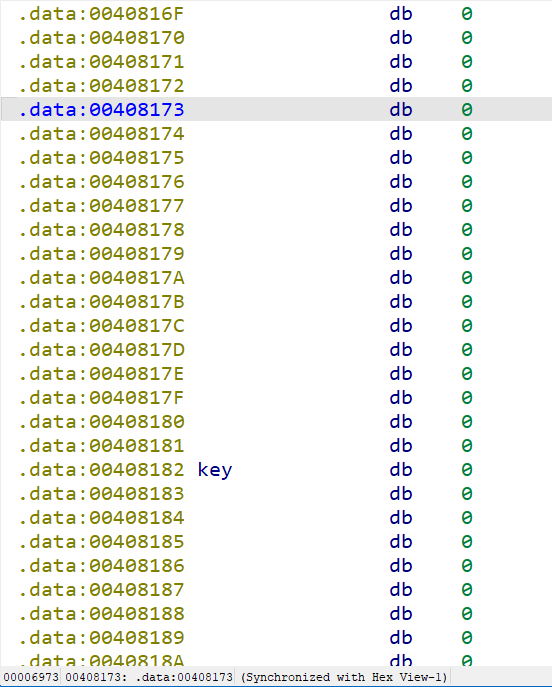 .data:0040816F db 0
.data:00408170 db 0
.data:00408171 db 0
.data:00408172 db 0
.data:00408173 db 0
.data:00408174 db 0
.data:00408175 db 0
.data:00408176 db 0
.data:00408177 db 0
.data:00408178 db 0
.data:00408179 db 0
.data:0040817A db 0
.data:0040817B db 0
.data:0040817C db 0
.data:0040817D db 0
.data:0040817E db 0
.data:0040817F db 0
.data:00408180 db 0
.data:00408181 db 0
.data:00408182 key db 0
.data:00408183 db 0
.data:00408184 db 0
.data:00408185 db 0
.data:00408186 db 0
.data:00408187 db 0
.data:00408188 db 0
.data:00408189 db 0
.data:0040818A db 0
00006973 00408173: .data:00408173 (Synchronized with Hex View-1)